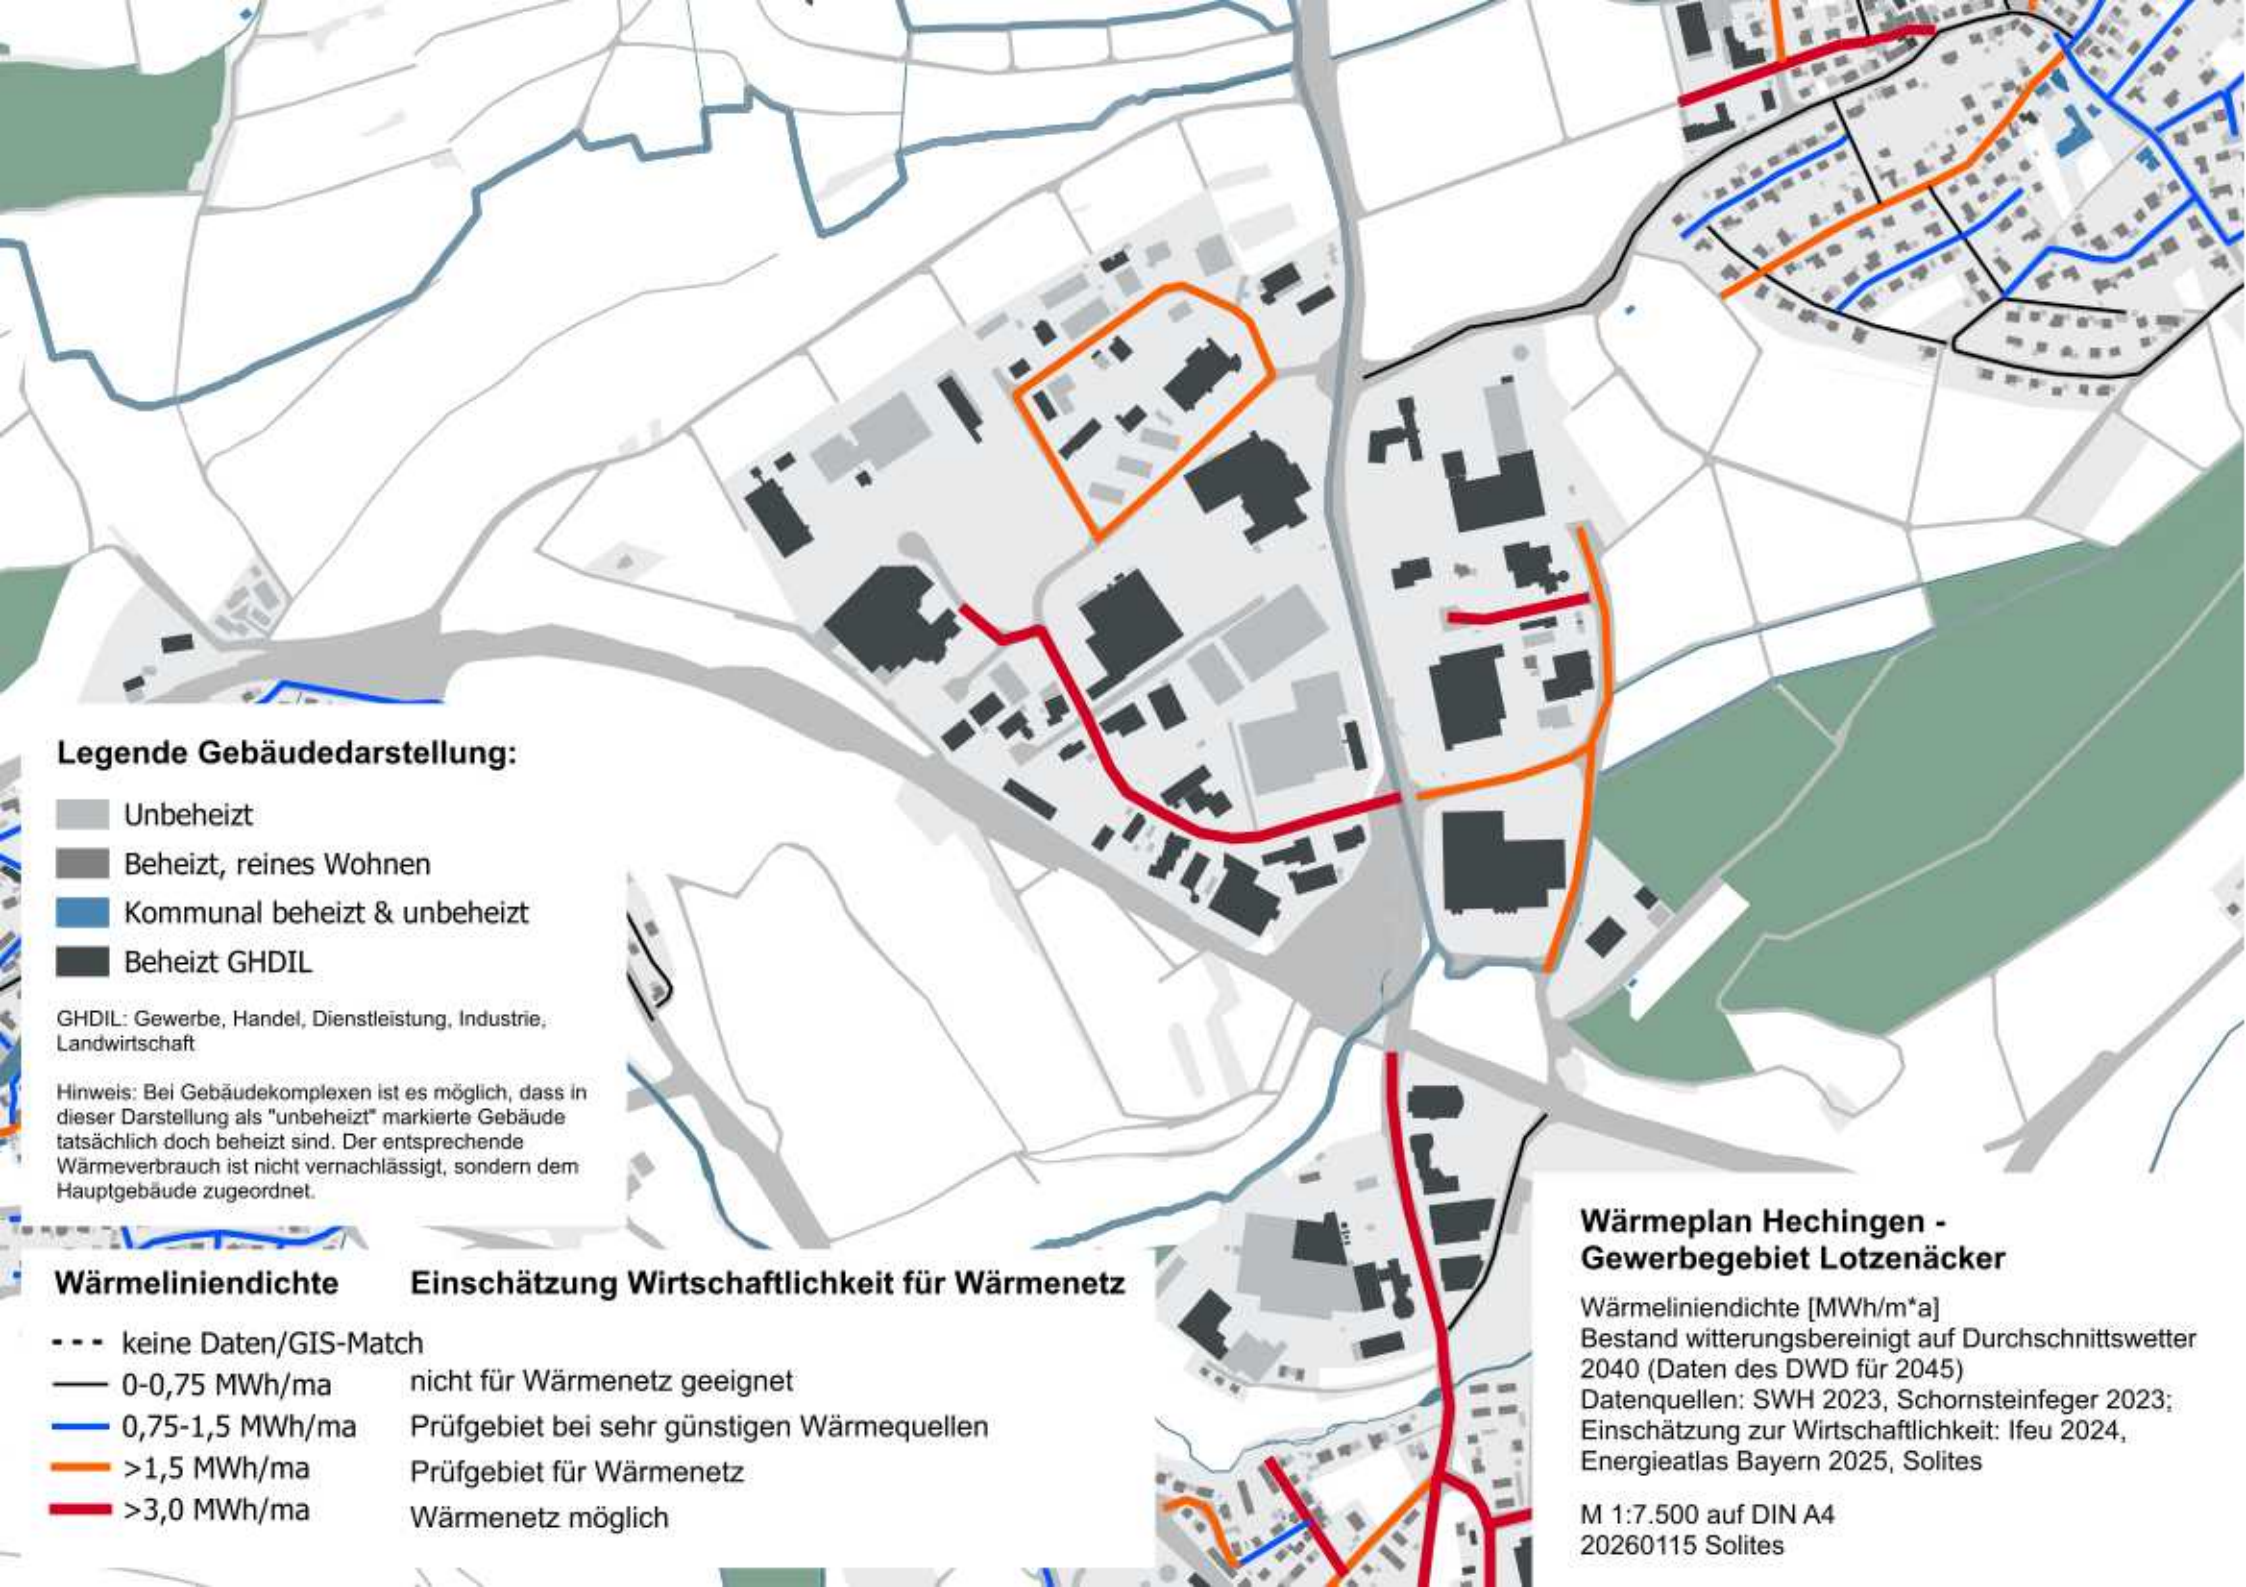 Legende Gebäudedarstellung:
Unbeheizt
Beheizt, reines Wohnen
Kommunal beheizt & unbeheizt
Beheizt GHDIL
GHDIL: Gewerbe, Handel, Dienstleistung, Industrie,
Landwirtschaft
Hinweis: Bei Gebäudekomplexen ist es möglich, dass in
dieser Darstellung als "unbeheizt" markierte Gebäude
tatsächlich doch beheizt sind. Der entsprechende
Wärmeverbrauch ist nicht vernachlässigt, sondern dem
Hauptgebäude zugeordnet.
Wärmeliniendichte Einschätzung Wirtschaftlichkeit für Wärmenetz
keine Daten/GIS-Match
0-0,75 MWh/ma nicht für Wärmenetz geeignet
0,75-1,5 MWh/ma Prüfgebiet bei sehr günstigen Wärmequellen
>1,5 MWh/ma Prüfgebiet für Wärmenetz
>3,0 MWh/ma Wärmenetz möglich
Wärmeplan Hechingen -
Gewerbegebiet Lotzenäcker
Wärmeliniendichte [MWh/m*a]
Bestand witterungsbereinigt auf Durchschnittswetter
2040 (Daten des DWD für 2045)
Datenquellen: SWH 2023, Schornsteinfeger 2023;
Einschätzung zur Wirtschaftlichkeit: Ifeu 2024,
Energieatlas Bayern 2025, Solites
M 1:7.500 auf DIN A4
20260115 Solites